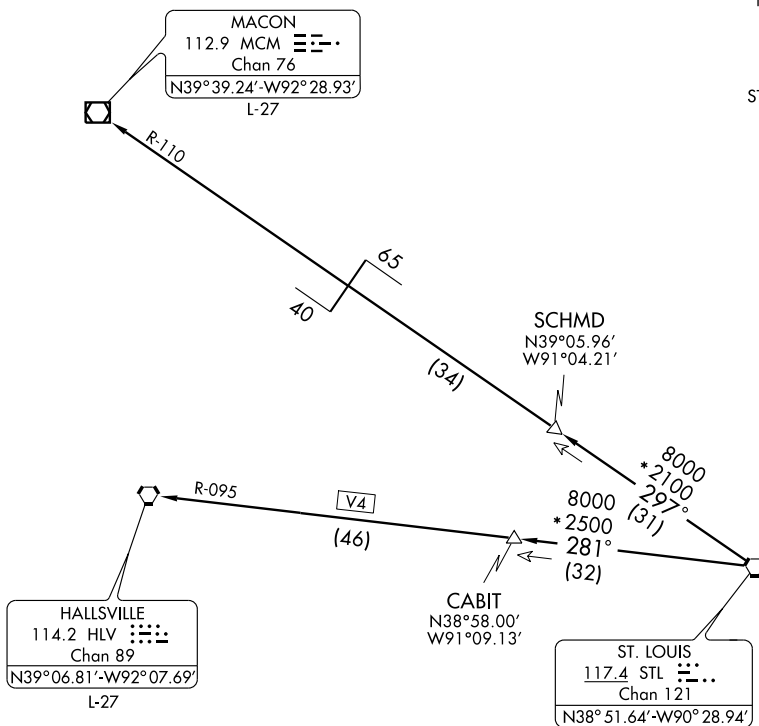 MACON
112.9 MCM
Chan 76
N39°39.24'-W92°28.93'
L-27
ST
R-110
65
40
SCHMD
N39°05.96'
W91°04.21'
(34)
8000
*2100
297°
(31)
R-095
V4
(46)
8000
*2500
281°
(32)
CABIT
N38°58.00'
W91°09.13'
HALLSVILLE
114.2 HLV
Chan 89
N39°06.81'-W92°07.69'
L-27
ST. LOUIS
117.4 STL
Chan 121
N38°51.64'-W90°28.94'